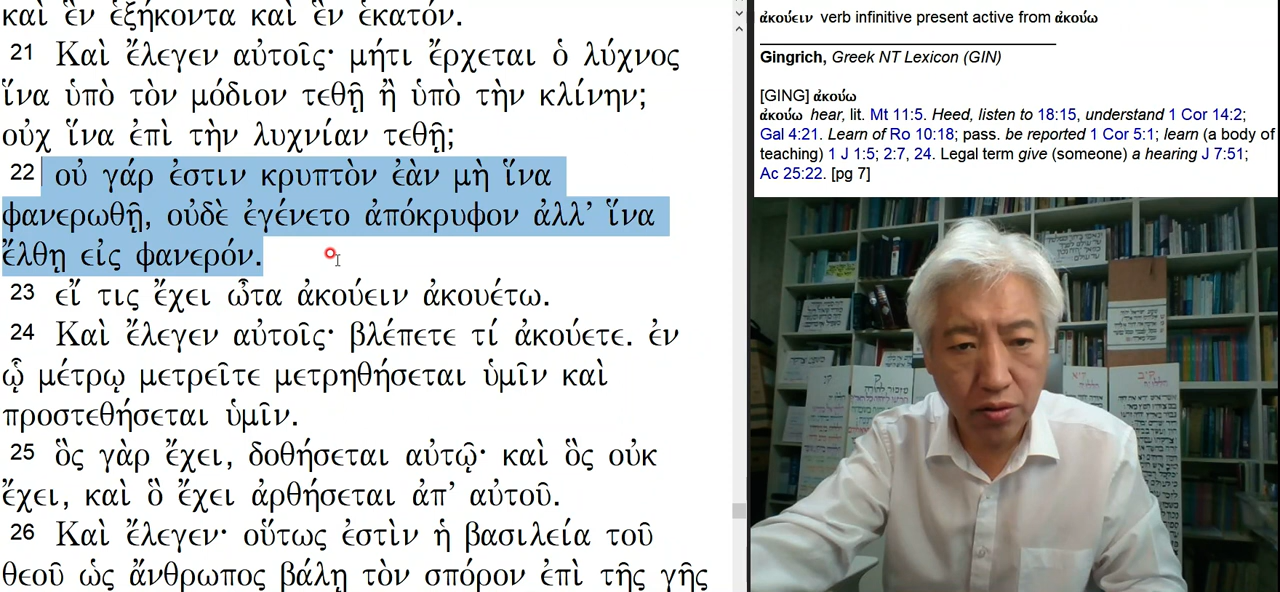 καὶ ἓν ἑξήκοντα καὶ ἓν ἑκατόν.
21 Καὶ ἔλεγεν αὐτοῖς· μήτι ἔρχεται ὁ λύχνος
ἵνα ὑπὸ τὸν μόδιον τεθῇ ἢ ὑπὸ τὴν κλίνην;
οὐχ ἵνα ἐπὶ τὴν λυχνίαν τεθῇ;
22 οὐ γάρ ἐστιν κρυπτὸν ἐὰν μὴ ἵνα
φανερωθῇ, οὐδὲ ἐγένετο ἀπόκρυφον ἀλλ’ ἵνα
ἔλθῃ εἰς φανερόν.
23 εἴ τις ἔχει ὦτα ἀκούειν ἀκουέτω.
24 Καὶ ἔλεγεν αὐτοῖς· βλέπετε τί ἀκούετε. ἐν
ᾧ μέτρῳ μετρεῖτε μετρηθήσεται ὑμῖν καὶ
προστεθήσεται ὑμῖν.
25 ὃς γὰρ ἔχει, δοθήσεται αὐτῷ· καὶ ὃς οὐκ
ἔχει, καὶ ὃ ἔχει ἀρθήσεται ἀπ’ αὐτοῦ.
26 Καὶ ἔλεγεν· οὕτως ἐστὶν ἡ βασιλεία τοῦ
θεοῦ ὡς ἄνθρωπος βάλῃ τὸν σπόρον ἐπὶ τῆς γῆς
ἀκούειν verb infinitive present active from ἀκούω
Gingrich, Greek NT Lexicon (GIN)
[GING] ἀκούω
ἀκούω hear, lit. Mt 11:5. Heed, listen to 18:15, understand 1 Cor 14:2;
Gal 4:21. Learn of Ro 10:18; pass. be reported 1 Cor 5:1; learn (a body of
teaching) 1 J 1:5; 2:7, 24. Legal term give (someone) a hearing J 7:51;
Ac 25:22. [pg 7]